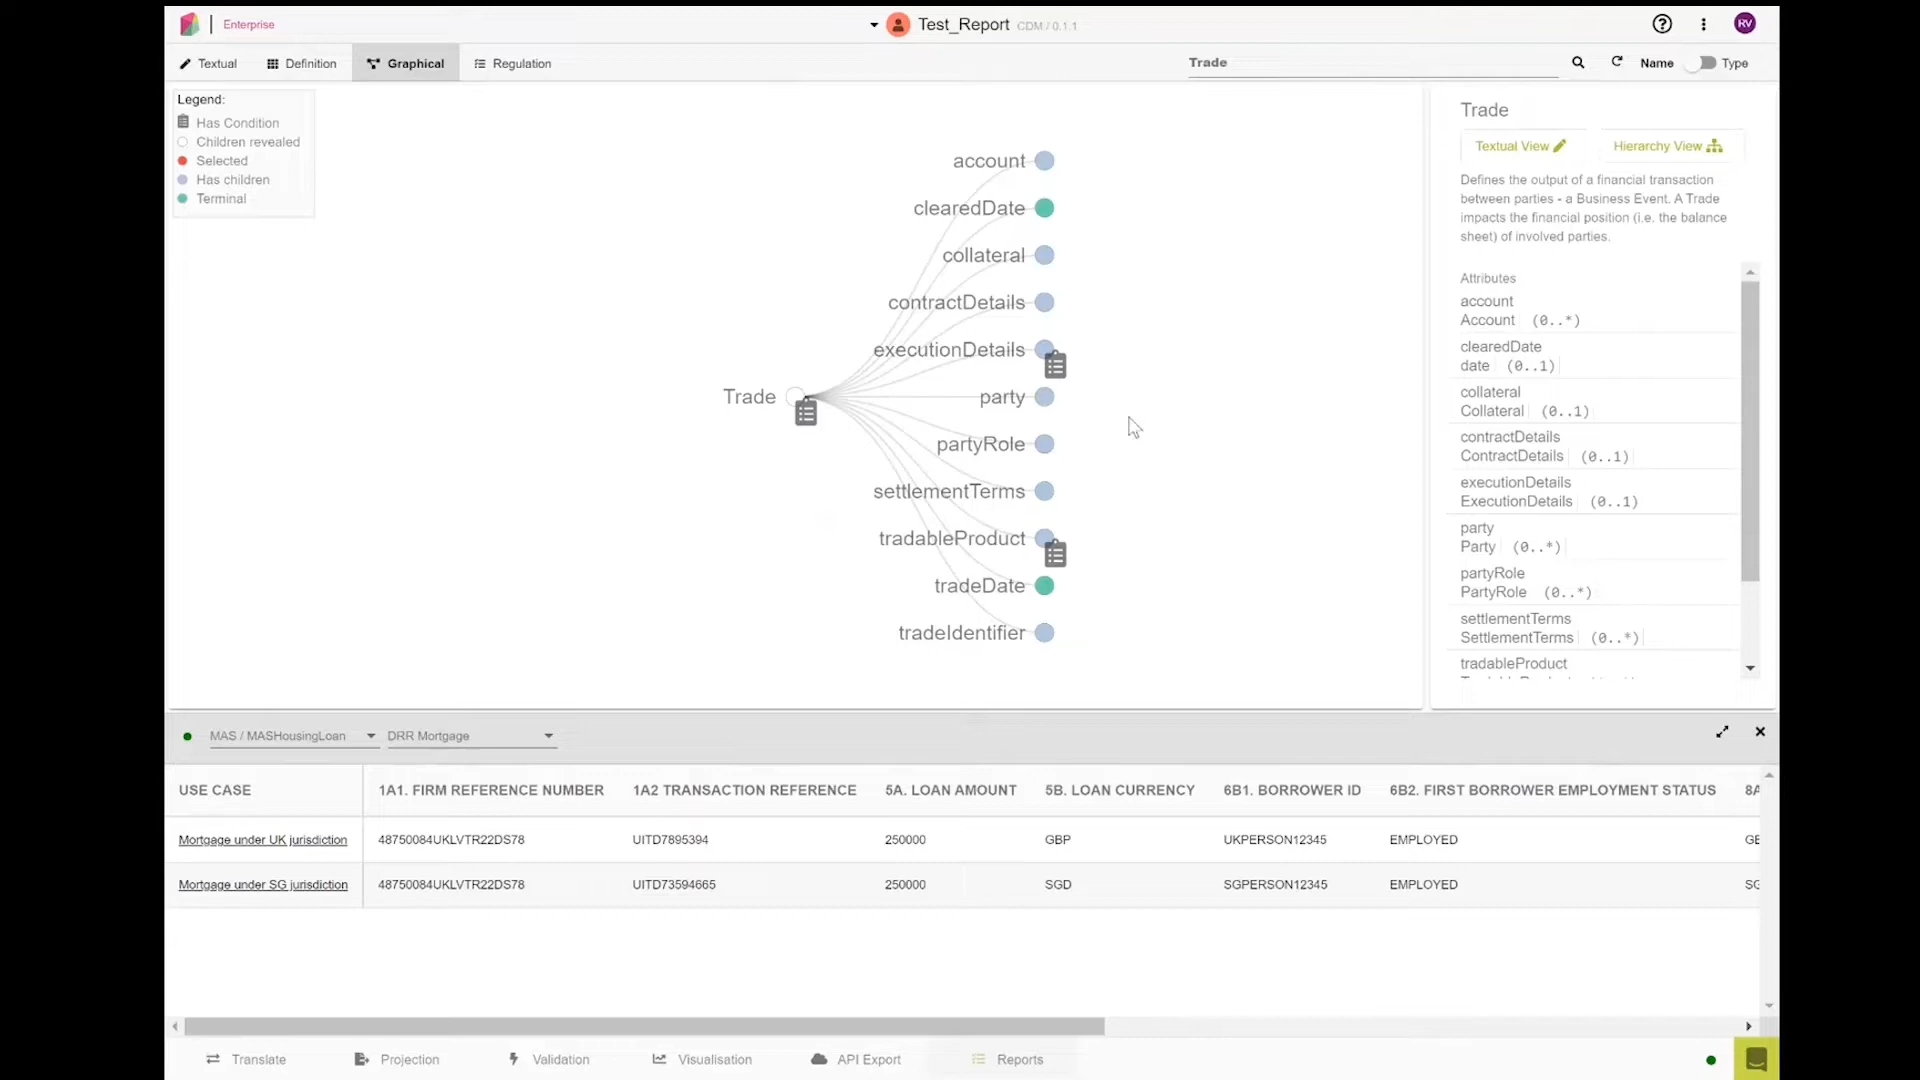 Enterprise
Test_Report CDM / 0.1.1
RV
Textual
Definition
Graphical
Regulation
Trade
Name
Type
Legend:
Has Condition
Children revealed
Selected
Has children
Terminal
account
clearedDate
collateral
contractDetails
executionDetails
Trade
party
partyRole
settlementTerms
tradableProduct
tradeDate
tradeIdentifier
Trade
Textual View
Hierarchy View
Defines the output of a financial transaction
between parties - a Business Event. A Trade
impacts the financial position (i.e. the balance
sheet) of involved parties.
Attributes
account
Account (0..*)
clearedDate
date (0..1)
collateral
Collateral (0..1)
contractDetails
ContractDetails (0..1)
executionDetails
ExecutionDetails (0..1)
party
Party (0..*)
partyRole
PartyRole (0..*)
settlementTerms
SettlementTerms (0..*)
tradableProduct
MAS / MASHousingLoan
DRR Mortgage
USE CASE 1A1. FIRM REFERENCE NUMBER 1A2 TRANSACTION REFERENCE 5A. LOAN AMOUNT 5B. LOAN CURRENCY 6B1. BORROWER ID 6B2. FIRST BORROWER EMPLOYMENT STATUS 8A
Mortgage under UK jurisdiction 48750084UKLVTR22DS78 UITD7895394 250000 GBP UKPERSON12345 EMPLOYED GB
Mortgage under SG jurisdiction 48750084UKLVTR22DS78 UITD73594665 250000 SGD SGPERSON12345 EMPLOYED SG
Translate
Projection
Validation
Visualisation
API Export
Reports